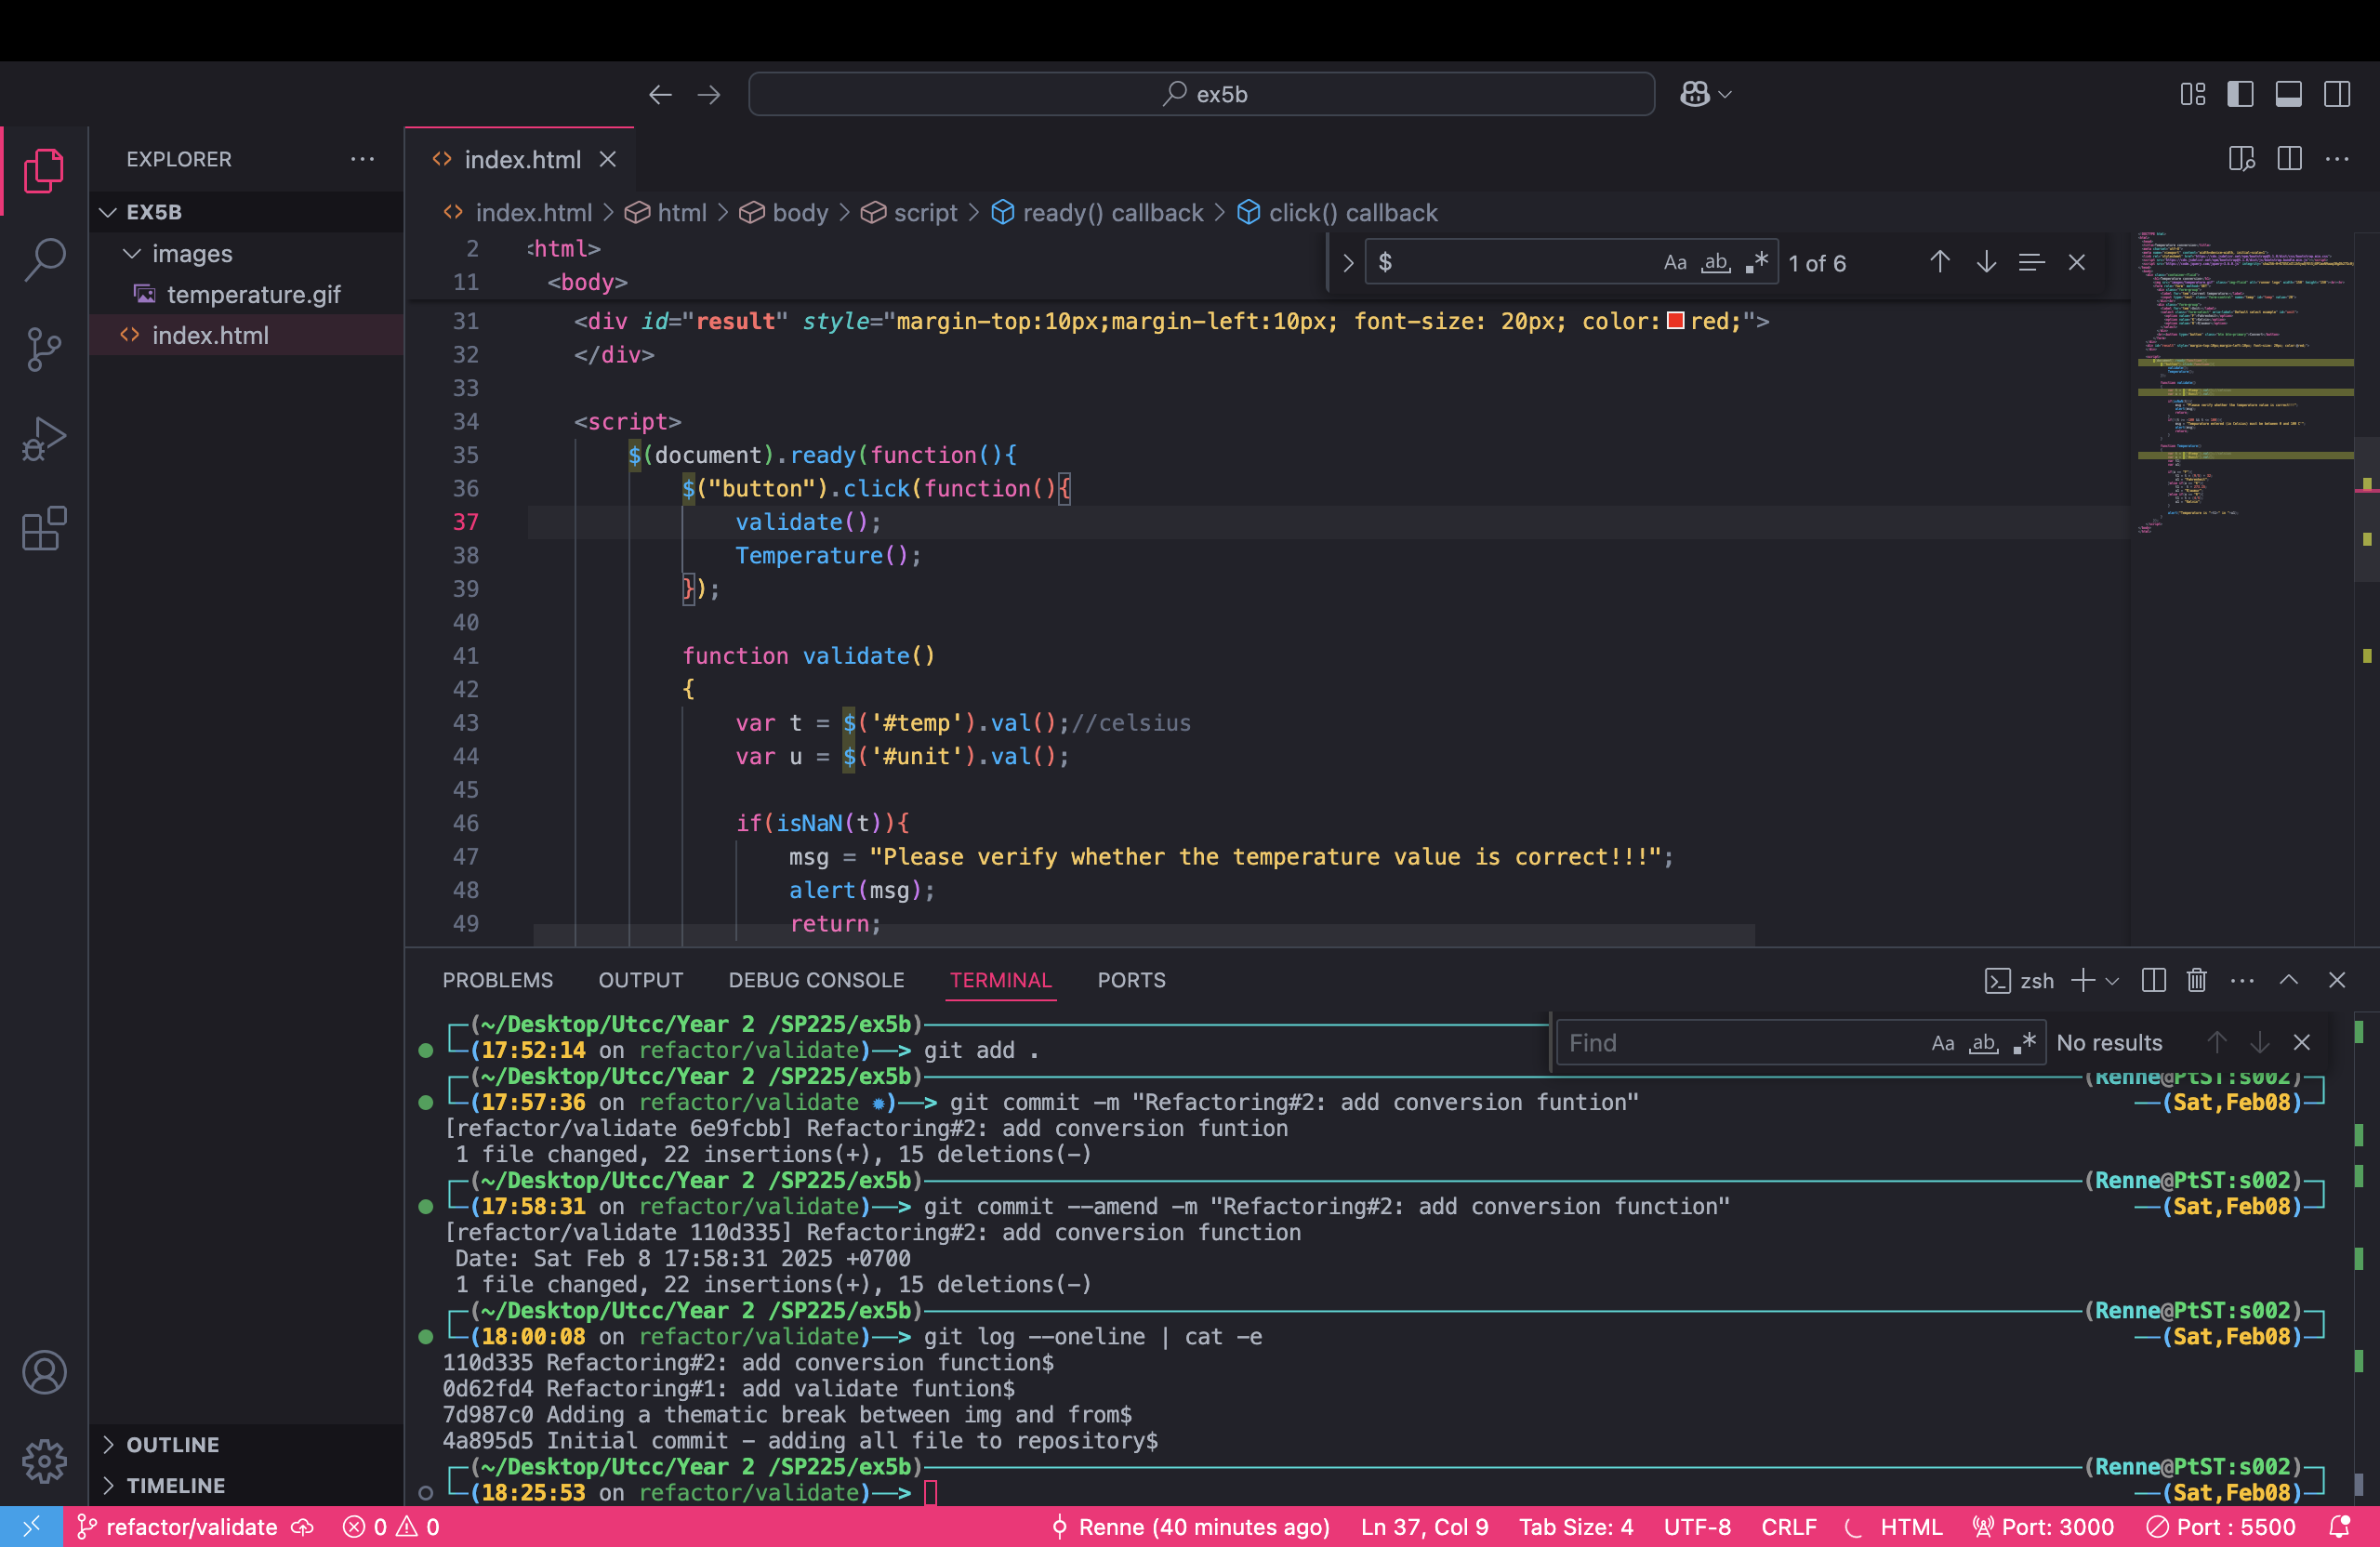 ex5b
EXPLORER
EX5B
images
temperature.gif
index.html
OUTLINE
TIMELINE
index.html
index.html > html > body > script > ready() callback > click() callback
$ Aa ab .* 1 of 6
2 <html>
11 <body>
31 <div id="result" style="margin-top:10px;margin-left:10px; font-size: 20px; color:red;">
32 </div>
33
34 <script>
35 $(document).ready(function(){
36 $("button").click(function(){
37 validate();
38 Temperature();
39 });
40
41 function validate()
42 {
43 var t = $('#temp').val();//celsius
44 var u = $('#unit').val();
45
46 if(isNaN(t)){
47 msg = "Please verify whether the temperature value is correct!!!";
48 alert(msg);
49 return;
PROBLEMS OUTPUT DEBUG CONSOLE TERMINAL PORTS zsh
Find Aa ab .* No results
(~/Desktop/Utcc/Year 2 /SP225/ex5b)
(17:52:14 on refactor/validate)—> git add .
(~/Desktop/Utcc/Year 2 /SP225/ex5b) (Renne@PtST:s002)
(17:57:36 on refactor/validate ✹)—> git commit -m "Refactoring#2: add conversion funtion" (Sat,Feb08)
[refactor/validate 6e9fcbb] Refactoring#2: add conversion funtion
1 file changed, 22 insertions(+), 15 deletions(-)
(~/Desktop/Utcc/Year 2 /SP225/ex5b) (Renne@PtST:s002)
(17:58:31 on refactor/validate)—> git commit --amend -m "Refactoring#2: add conversion function" (Sat,Feb08)
[refactor/validate 110d335] Refactoring#2: add conversion function
Date: Sat Feb 8 17:58:31 2025 +0700
1 file changed, 22 insertions(+), 15 deletions(-)
(~/Desktop/Utcc/Year 2 /SP225/ex5b) (Renne@PtST:s002)
(18:00:08 on refactor/validate)—> git log --oneline | cat -e (Sat,Feb08)
110d335 Refactoring#2: add conversion function$
0d62fd4 Refactoring#1: add validate funtion$
7d987c0 Adding a thematic break between img and from$
4a895d5 Initial commit - adding all file to repository$
(~/Desktop/Utcc/Year 2 /SP225/ex5b) (Renne@PtST:s002)
(18:25:53 on refactor/validate)—> (Sat,Feb08)
refactor/validate 0 0 Renne (40 minutes ago) Ln 37, Col 9 Tab Size: 4 UTF-8 CRLF HTML Port: 3000 Port : 5500